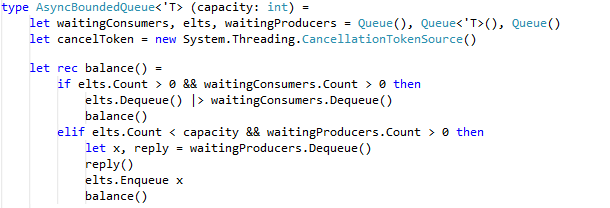 type AsyncBoundedQueue<'T> (capacity: int) =
    let waitingConsumers, elts, waitingProducers = Queue(), Queue<'T>(), Queue()
    let cancelToken = new System.Threading.CancellationTokenSource()

    let rec balance() =
        if elts.Count > 0 && waitingConsumers.Count > 0 then
            elts.Dequeue() |> waitingConsumers.Dequeue()
            balance()
        elif elts.Count < capacity && waitingProducers.Count > 0 then
            let x, reply = waitingProducers.Dequeue()
            reply()
            elts.Enqueue x
            balance()